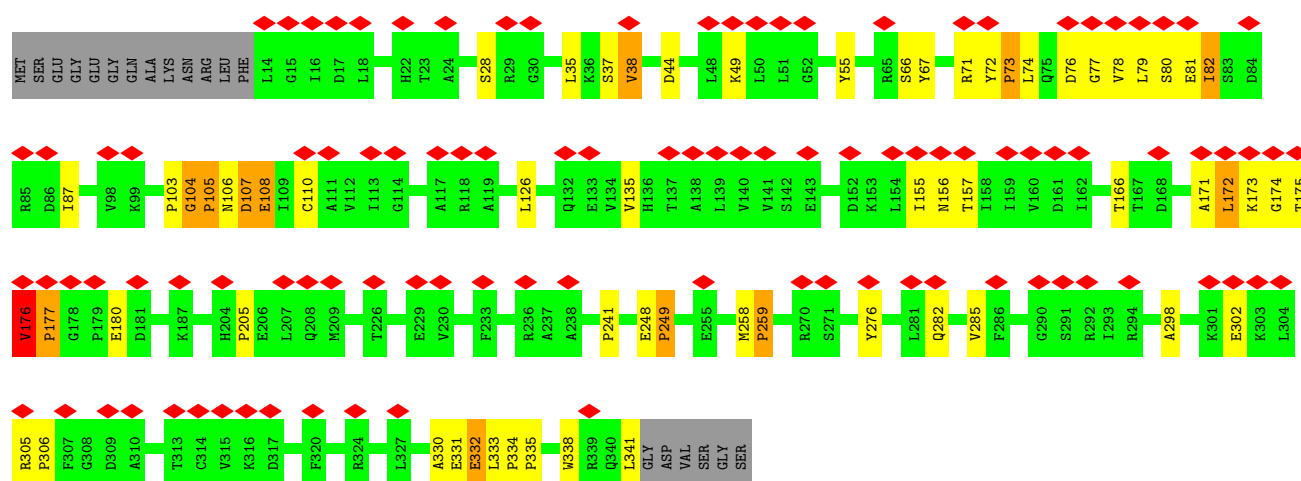 MET SER GLU GLY GLU GLY GLN ALA LYS ASN ARG LEU PHE L14 G15 I16 D17 L18 H22 T23 A24 S28 R29 G30 L35 K36 S37 V38 D44 L48 K49 L50 L51 G52 Y55 R65 S66 Y67 R71 Y72 P73 L74 Q75 D76 G77 V78 L79 S80 E81 I82 S83 D84
R85 D86 I87 V98 K99 P103 G104 P105 N106 D107 E108 I109 C110 A111 V112 I113 G114 A117 R118 A119 L126 Q132 E133 V134 V135 H136 T137 A138 L139 V140 V141 S142 E143 D152 K153 L154 I155 N156 T157 I158 I159 V160 D161 I162 T166 T167 D168 A171 L172 K173 G174 T175
V176 P177 G178 P179 E180 D181 K187 H204 P205 E206 L207 Q208 M209 T226 E229 V230 F233 R236 A237 A238 P241 E248 P249 E255 M258 P259 R270 S271 Y276 L281 Q282 V285 F286 G290 S291 R292 I293 R294 A298 K301 E302 K303 L304
R305 P306 F307 G308 D309 A310 T313 C314 V315 K316 D317 F320 R324 L327 A330 E331 E332 L333 P334 P335 W338 R339 Q340 L341 GLY ASP VAL SER GLY SER